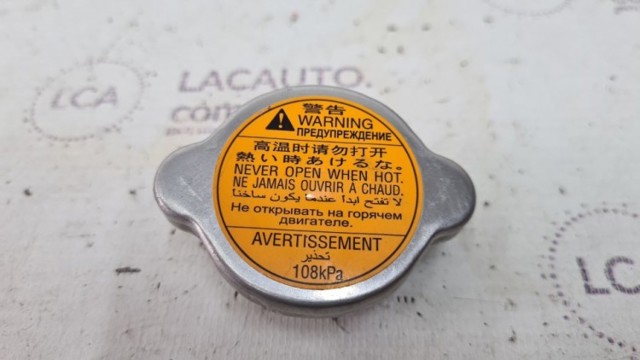 LACAUTO.
com
LCA
警告
WARNING
ПРЕДУПРЕЖДЕНИЕ
高温时请勿打开
熱い時あけるな。
NEVER OPEN WHEN HOT.
NE JAMAIS OUVRIR À CHAUD.
لا تفتح ابدأ عندما يكون ساخنا
Не открывать на горячем
двигателе.
AVERTISSEMENT
تحذير
108kPa
LCA